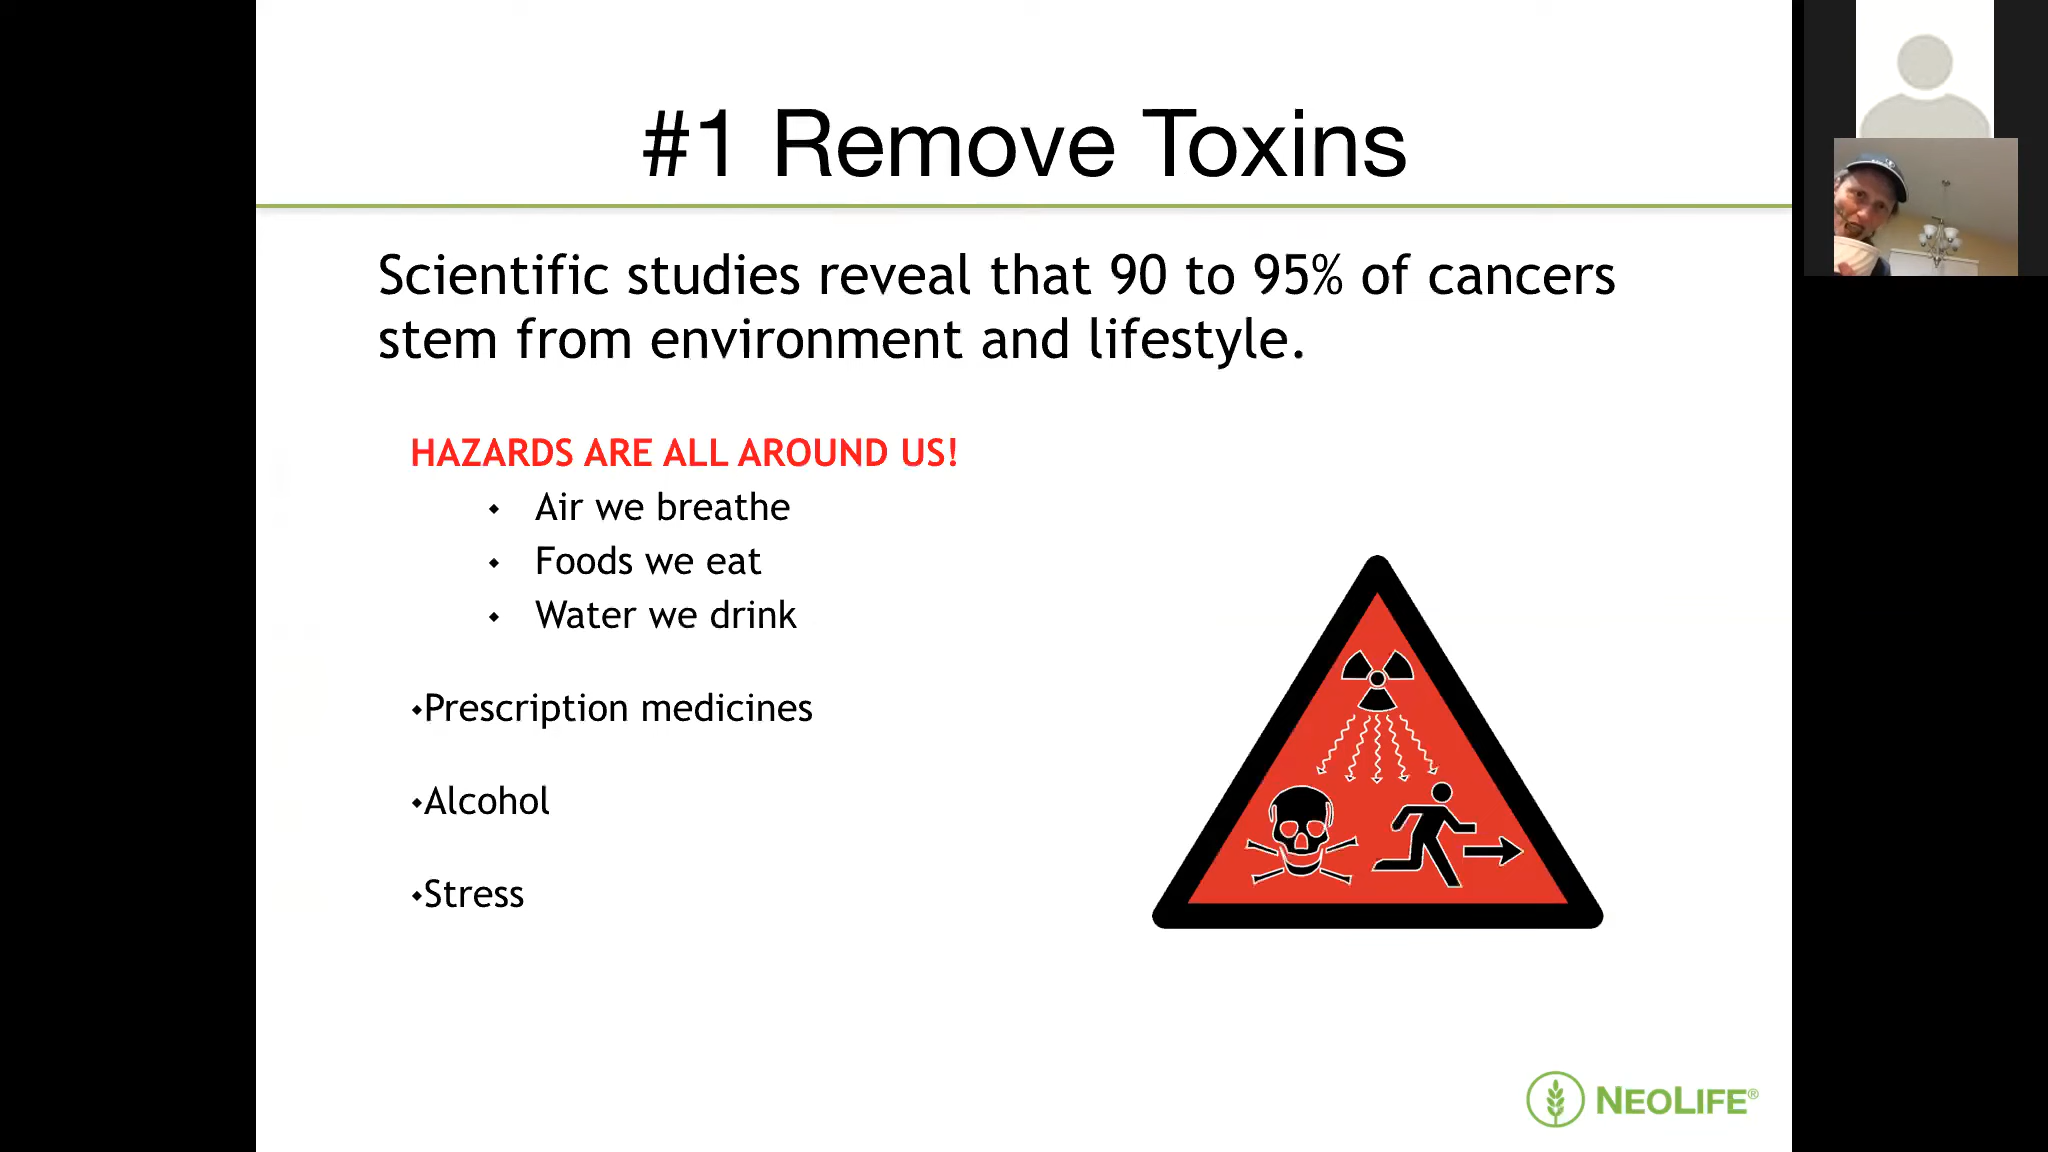 #1 Remove Toxins
Scientific studies reveal that 90 to 95% of cancers
stem from environment and lifestyle.
HAZARDS ARE ALL AROUND US!
⬩ Air we breathe
⬩ Foods we eat
⬩ Water we drink
⬩Prescription medicines
⬩Alcohol
⬩Stress
NEOLIFE®